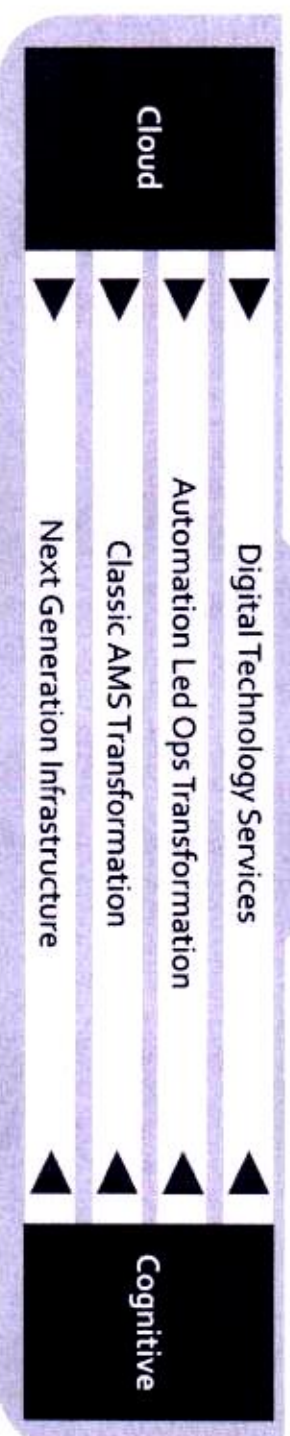 Cloud
Digital Technology Services
Automation Led Ops Transformation
Classic AMS Transformation
Next Generation Infrastructure
Cognitive